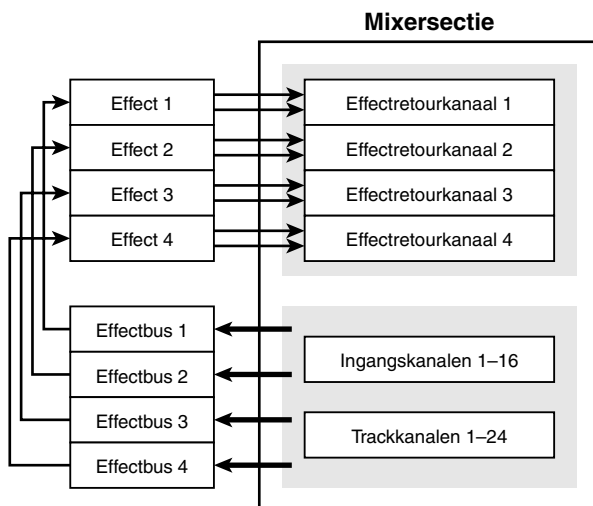 Mixersectie
Effect 1
Effectretourkanaal 1
Effect 2
Effectretourkanaal 2
Effect 3
Effectretourkanaal 3
Effect 4
Effectretourkanaal 4
Effectbus 1
Effectbus 2
Effectbus 3
Effectbus 4
Ingangskanalen 1–16
Trackkanalen 1–24